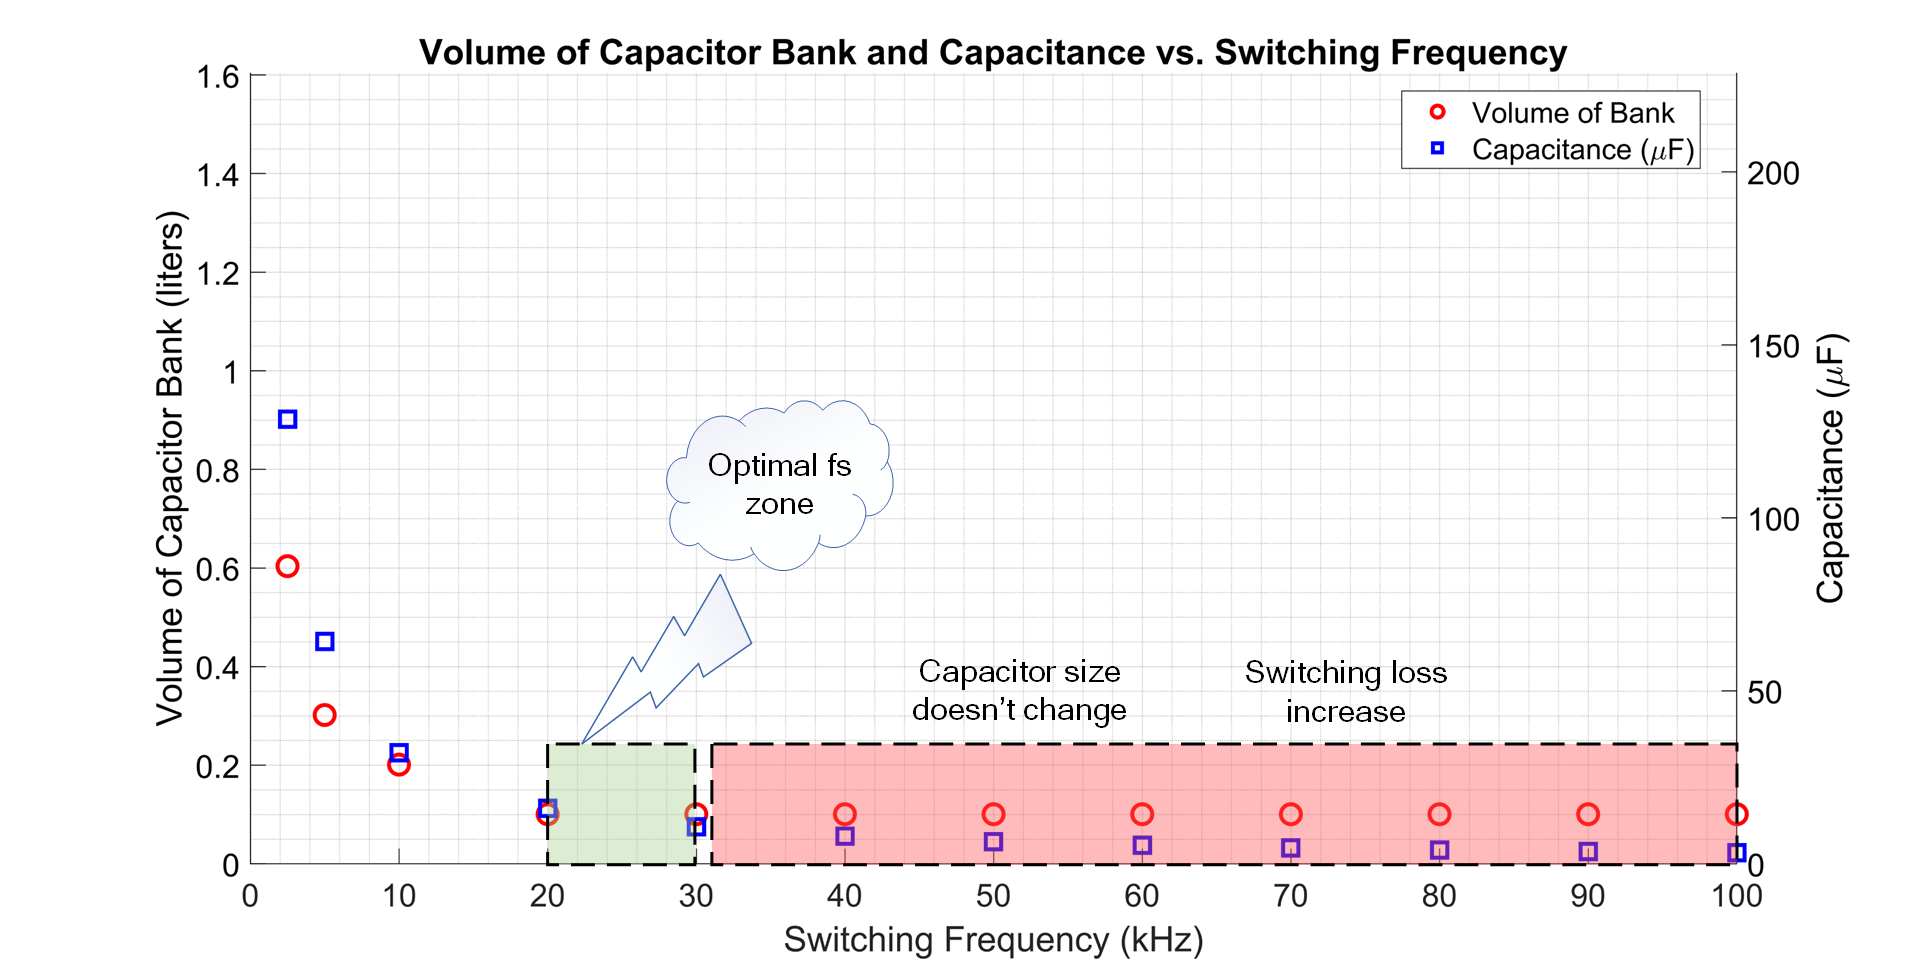 Volume of Capacitor Bank and Capacitance vs. Switching Frequency
Volume of Bank
Capacitance (μF)
Volume of Capacitor Bank (liters)
1.6
1.4
1.2
1
0.8
0.6
0.4
0.2
0
Optimal fs
zone
Capacitor size
doesn't change
Switching loss
increase
200
150
100
50
0
Capacitance (μF)
0 10 20 30 40 50 60 70 80 90 100
Switching Frequency (kHz)